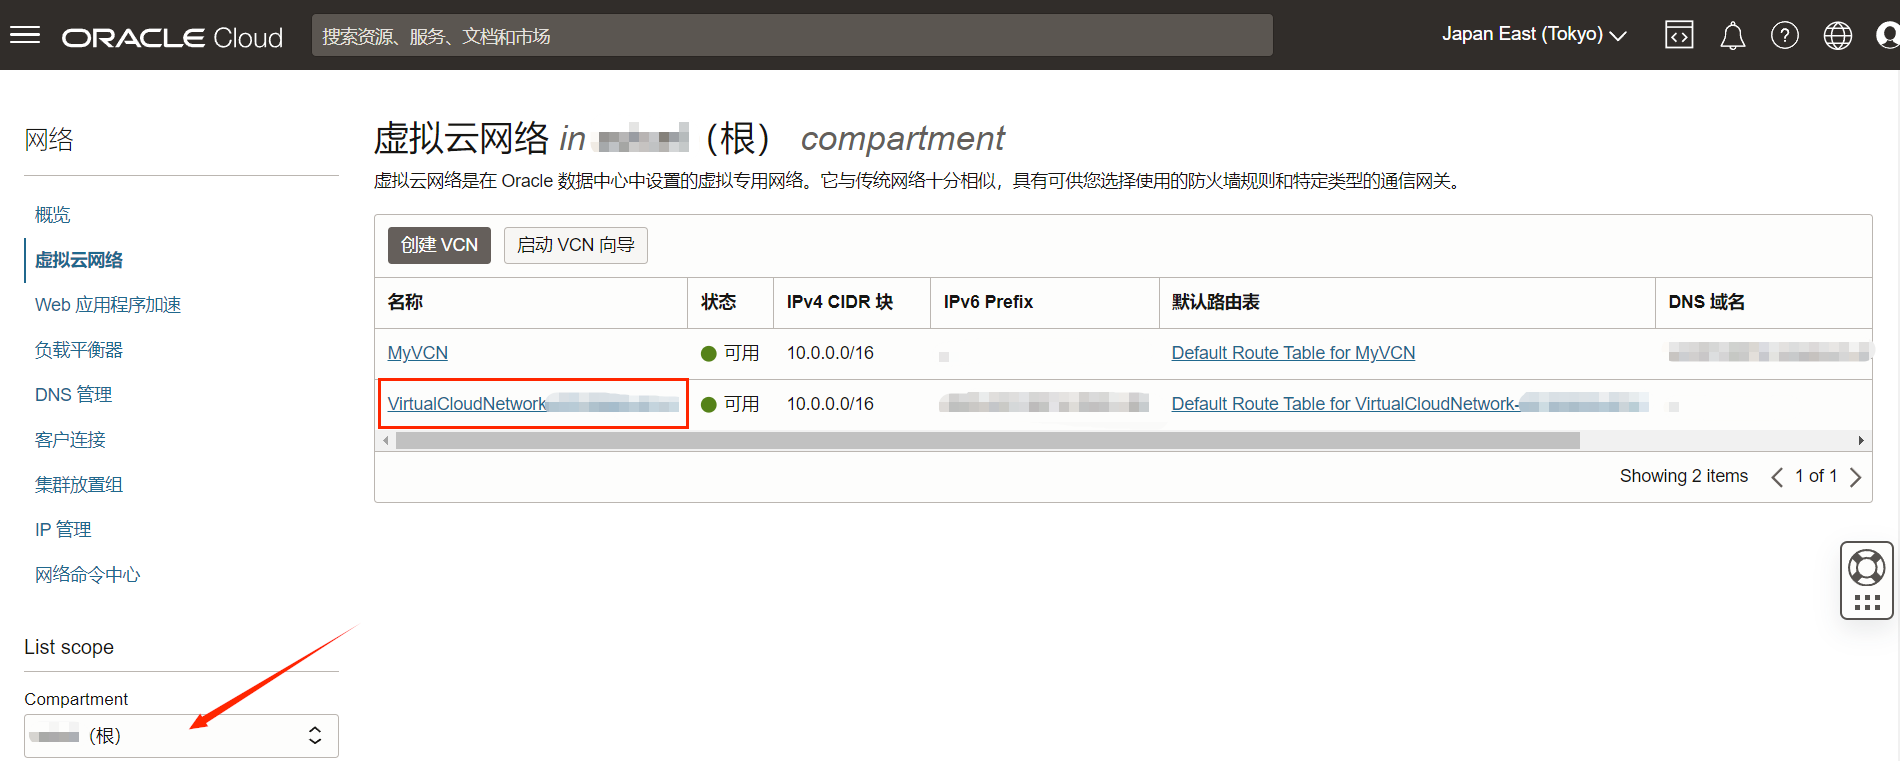 ORACLE Cloud
搜索资源、服务、文档和市场
Japan East (Tokyo)
网络
概览
虚拟云网络
Web 应用程序加速
负载平衡器
DNS 管理
客户连接
集群放置组
IP 管理
网络命令中心
List scope
Compartment
（根）
虚拟云网络 in （根） compartment
虚拟云网络是在 Oracle 数据中心中设置的虚拟专用网络。它与传统网络十分相似，具有可供您选择使用的防火墙规则和特定类型的通信网关。
创建 VCN 启动 VCN 向导
名称 状态 IPv4 CIDR 块 IPv6 Prefix 默认路由表 DNS 域名
MyVCN 可用 10.0.0.0/16 Default Route Table for MyVCN
VirtualCloudNetwork 可用 10.0.0.0/16 Default Route Table for VirtualCloudNetwork-
Showing 2 items 1 of 1